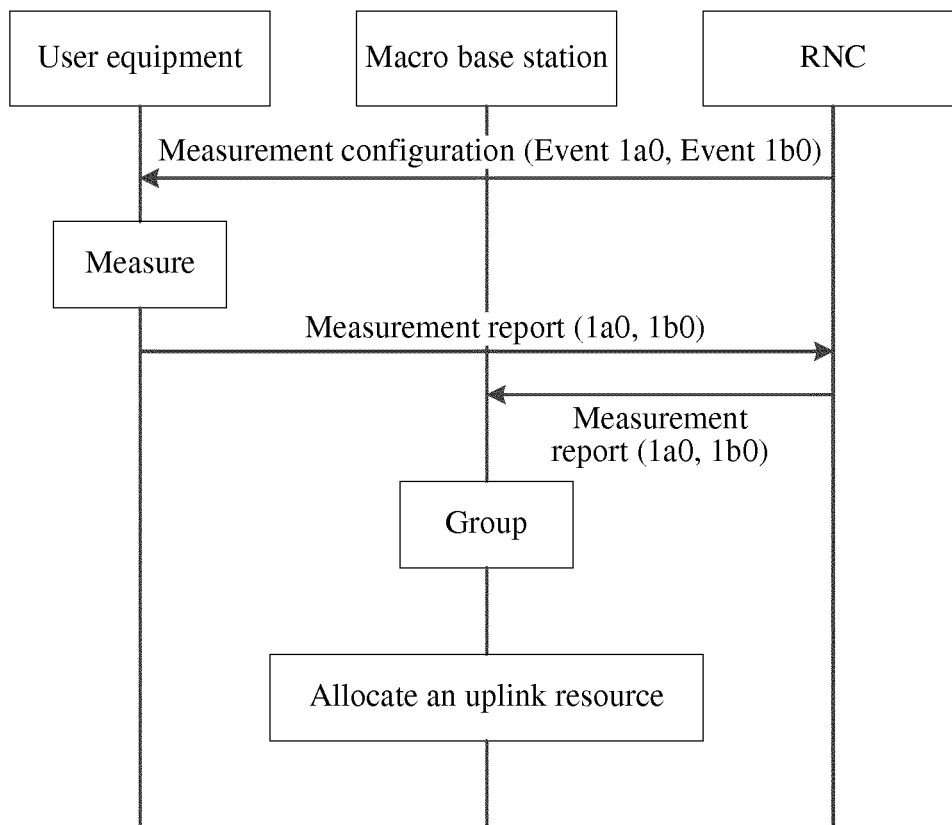 User equipment
Macro base station
RNC
Measurement configuration (Event 1a0, Event 1b0)
Measure
Measurement report (1a0, 1b0)
Measurement
report (1a0, 1b0)
Group
Allocate an uplink resource